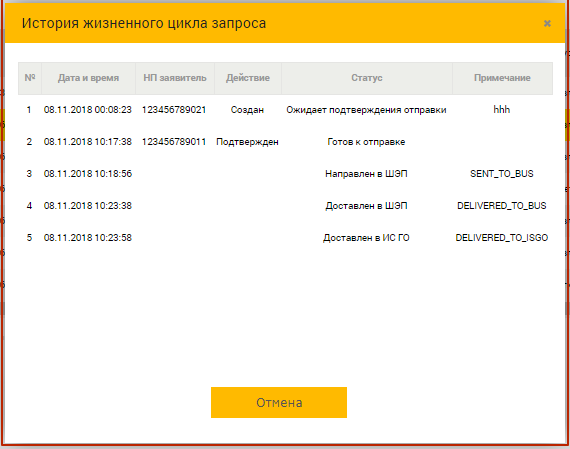 История жизненного цикла запроса
№ Дата и время НП заявитель Действие Статус Примечание
1 08.11.2018 00:08:23 123456789021 Создан Ожидает подтверждения отправки hhh
2 08.11.2018 10:17:38 123456789011 Подтвержден Готов к отправке
3 08.11.2018 10:18:56 Направлен в ШЭП SENT_TO_BUS
4 08.11.2018 10:23:38 Доставлен в ШЭП DELIVERED_TO_BUS
5 08.11.2018 10:23:58 Доставлен в ИС ГО DELIVERED_TO_ISGO
Отмена